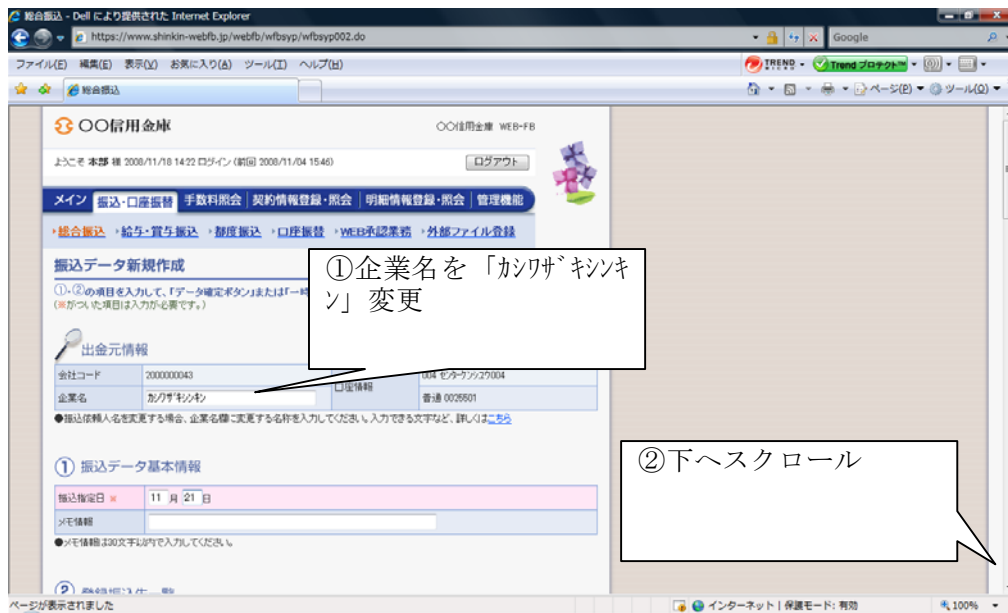 総合振込 - Dell により提供された Internet Explorer
https://www.shinkin-webfb.jp/webfb/wfbsyp/wfbsyp002.do
Google
ファイル(F) 編集(E) 表示(V) お気に入り(A) ツール(T) ヘルプ(H)
TREND Trend プロテクト™
総合振込
ページ(P) ツール(O)
〇〇信用金庫
〇〇信用金庫 WEB-FB
ようこそ 本部 様 2008/11/18 14:22 ログイン (前回 2008/11/04 15:46)
ログアウト
メイン 振込・口座振替 手数料照会 契約情報登録・照会 明細情報登録・照会 管理機能
総合振込 給与・賞与振込 都度振込 口座振替 WEB承認業務 外部ファイル登録
振込データ新規作成
①・②の項目を入力して、「データ確定ボタン」または「一時
(※がついた項目は入力が必要です。)
①企業名を「ｶｼﾜｻﾞｷｼﾝｷ
ﾝ」変更
出金元情報
会社コード 2000000043
口座情報
004
企業名 ｶｼﾜｻﾞｷｼﾝｷﾝ
普通 0025501
●振込依頼人名を変更する場合、企業名欄に変更する名称を入力してください。入力できる文字など、詳しくはこちら
②下へスクロール
① 振込データ基本情報
振込指定日 ※ 11 月 21 日
メモ情報
●メモ情報は30文字以内で入力してください。
ページが表示されました
インターネット | 保護モード: 有効
100%